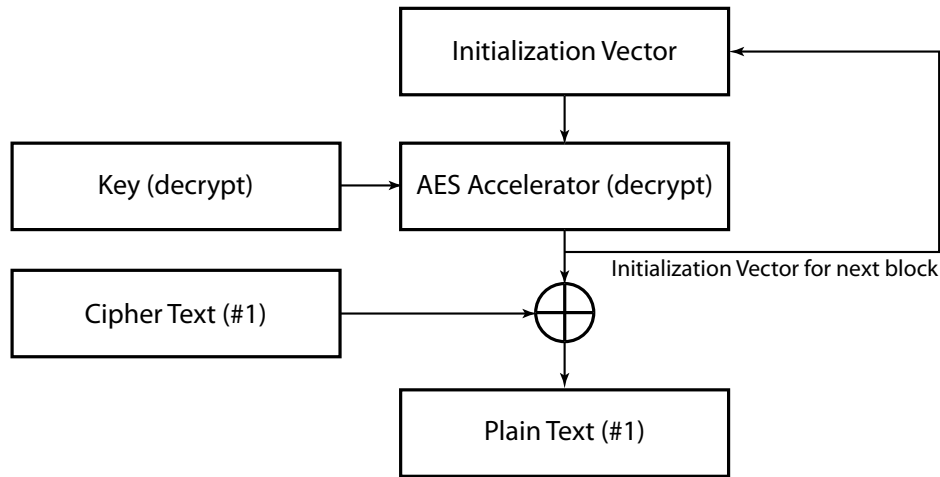 Initialization Vector
Key (decrypt)
AES Accelerator (decrypt)
Initialization Vector for next block
Cipher Text (#1)
Plain Text (#1)